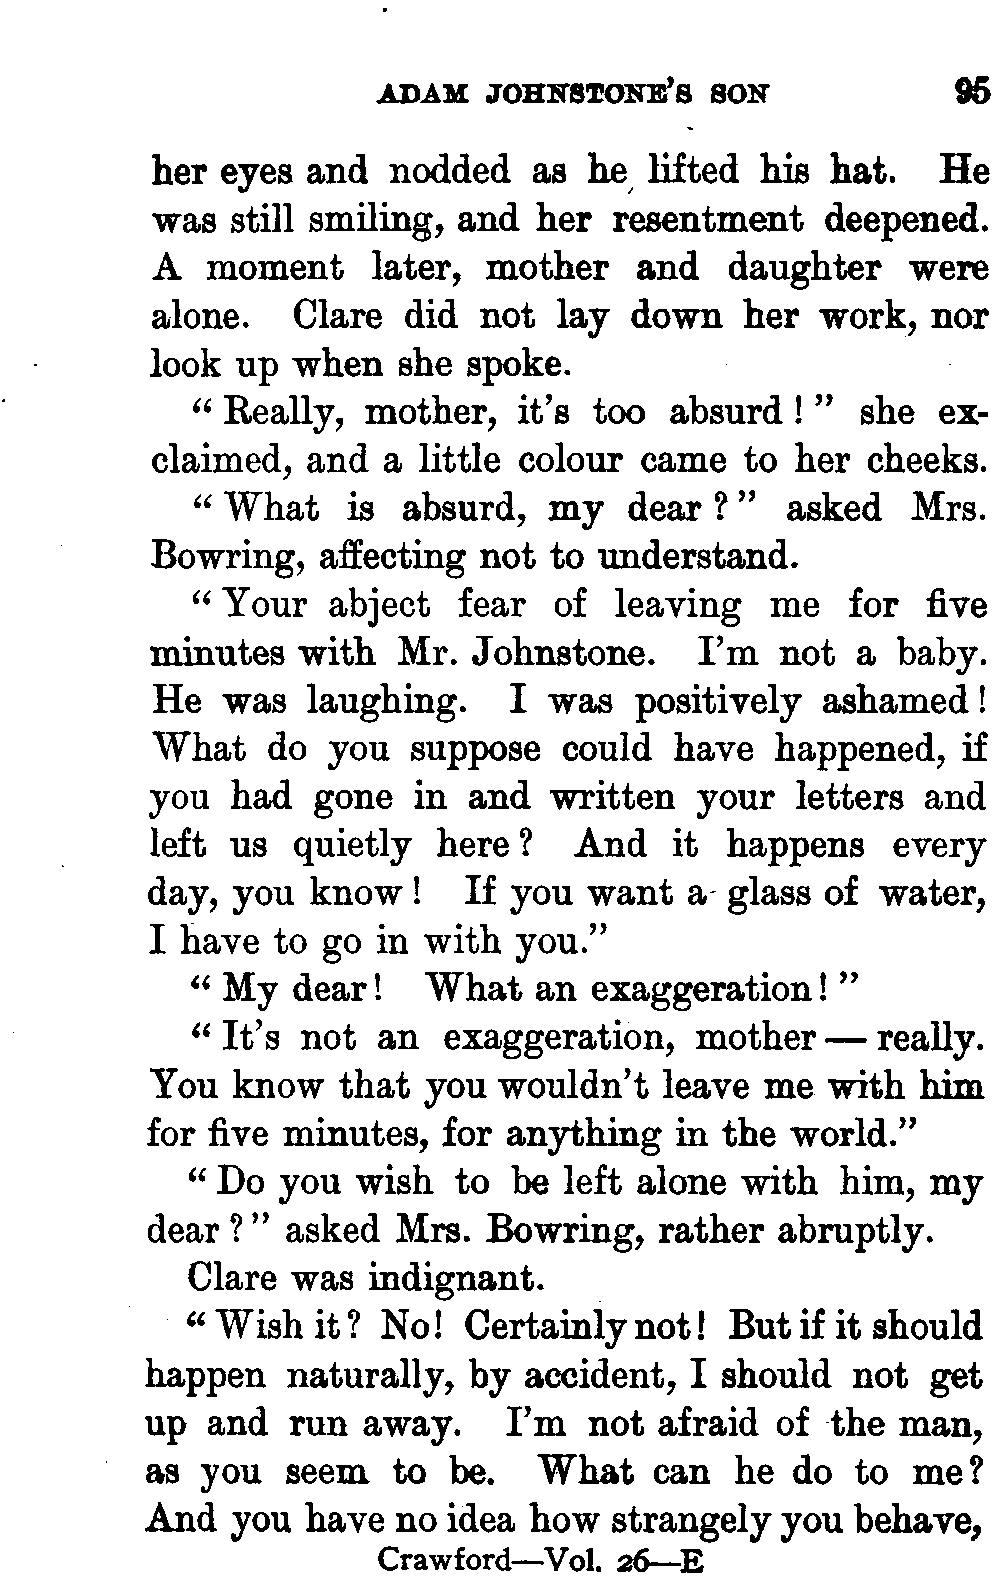 ADAM JOHNSTONE'S SON 95
her eyes and nodded as he lifted his hat. He
was still smiling, and her resentment deepened.
A moment later, mother and daughter were
alone. Clare did not lay down her work, nor
look up when she spoke.
“Really, mother, it's too absurd!” she ex-
claimed, and a little colour came to her cheeks.
“What is absurd, my dear?” asked Mrs.
Bowring, affecting not to understand.
“Your abject fear of leaving me for five
minutes with Mr. Johnstone. I'm not a baby.
He was laughing. I was positively ashamed!
What do you suppose could have happened, if
you had gone in and written your letters and
left us quietly here? And it happens every
day, you know! If you want a glass of water,
I have to go in with you.”
“My dear! What an exaggeration!”
“It's not an exaggeration, mother — really.
You know that you wouldn't leave me with him
for five minutes, for anything in the world.”
“Do you wish to be left alone with him, my
dear?” asked Mrs. Bowring, rather abruptly.
Clare was indignant.
“Wish it? No! Certainly not! But if it should
happen naturally, by accident, I should not get
up and run away. I'm not afraid of the man,
as you seem to be. What can he do to me?
And you have no idea how strangely you behave,
Crawford—Vol. 26—E